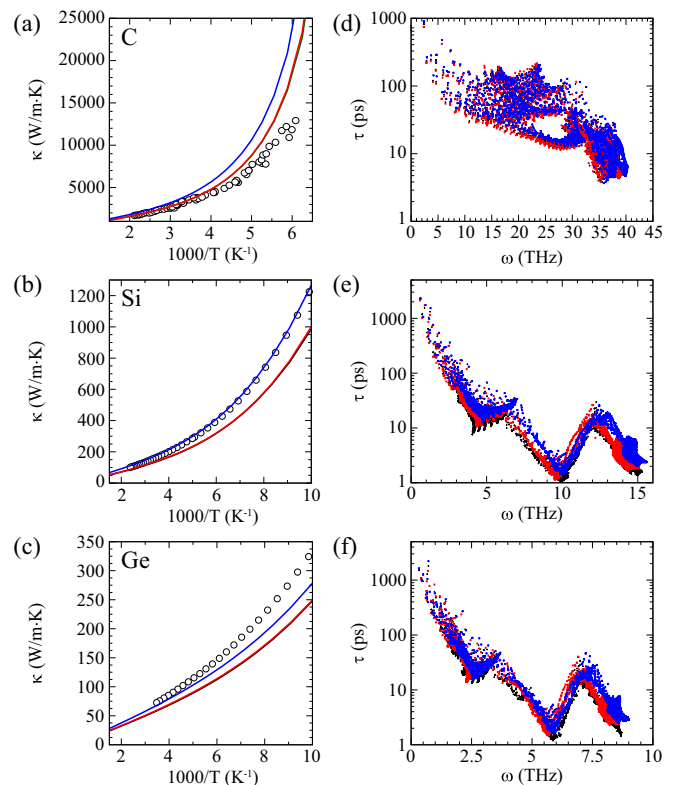 (a)
C
25000
20000
15000
10000
5000
κ (W/m·K)
2 3 4 5 6
1000/T (K⁻¹)
(d)
1000
100
10
1
τ (ps)
0 5 10 15 20 25 30 35 40 45
ω (THz)
(b)
Si
1200
1000
800
600
400
200
0
κ (W/m·K)
2 4 6 8 10
1000/T (K⁻¹)
(e)
1000
100
10
1
τ (ps)
0 5 10 15
ω (THz)
(c)
Ge
350
300
250
200
150
100
50
0
κ (W/m·K)
2 4 6 8 10
1000/T (K⁻¹)
(f)
1000
100
10
1
τ (ps)
0 2.5 5 7.5 10
ω (THz)